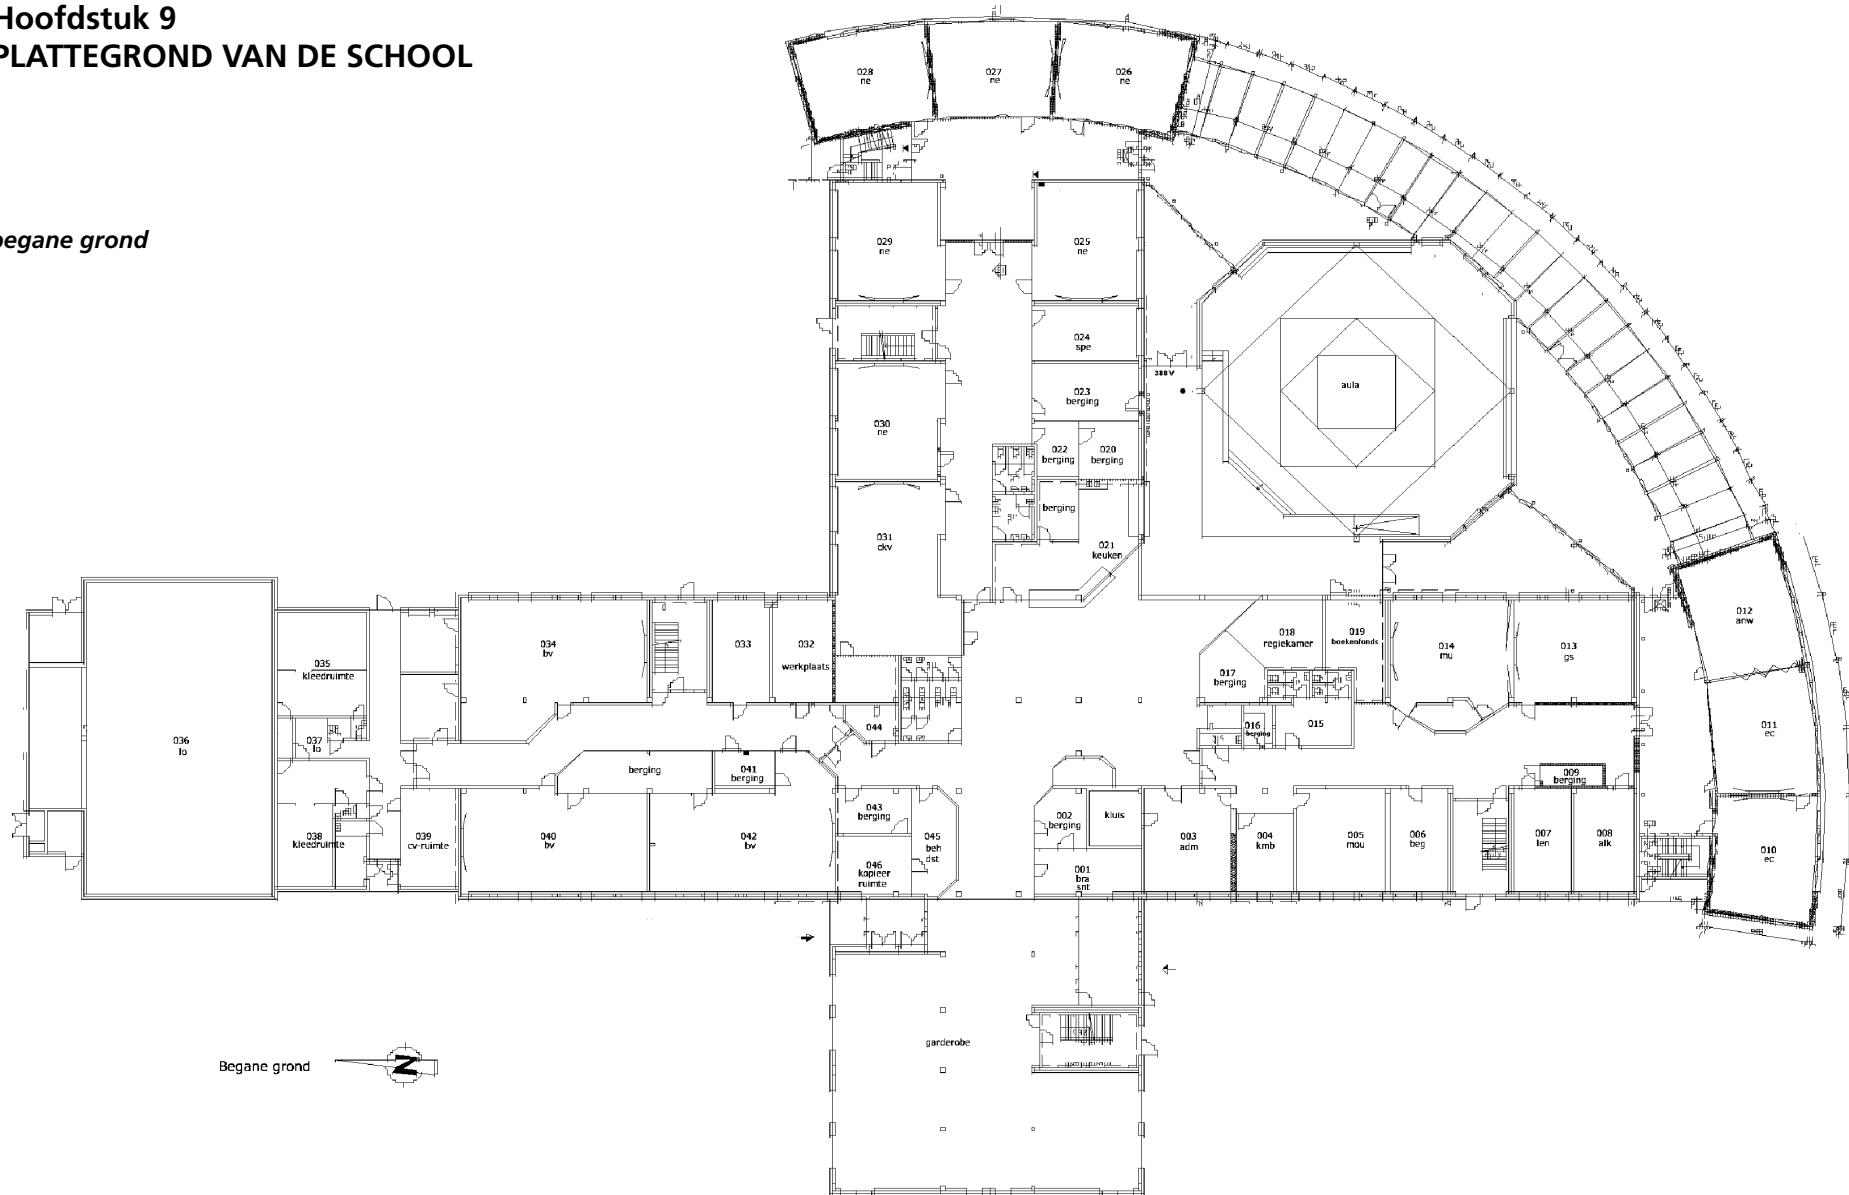 Hoofdstuk 9
PLATTEGROND VAN DE SCHOOL
begane grond
028
ne
027
ne
026
ne
029
ne
025
ne
024
spe
380V
023
berging
aula
030
ne
022
berging
020
berging
berging
031
ckv
021
keuken
012
anw
034
bv
033
032
werkplaats
018
regiekamer
019
boekenfonds
014
mu
013
gs
035
kleedruimte
017
berging
011
ec
036
lo
037
lo
044
016
berging
015
berging
041
berging
009
berging
043
berging
002
berging
kluis
038
kleedruimte
039
cv-ruimte
040
bv
042
bv
045
beh
dst
003
adm
004
kmb
005
mou
006
beg
007
len
008
alk
010
ec
046
kopieer
ruimte
001
bra
snt
garderobe
Begane grond
N